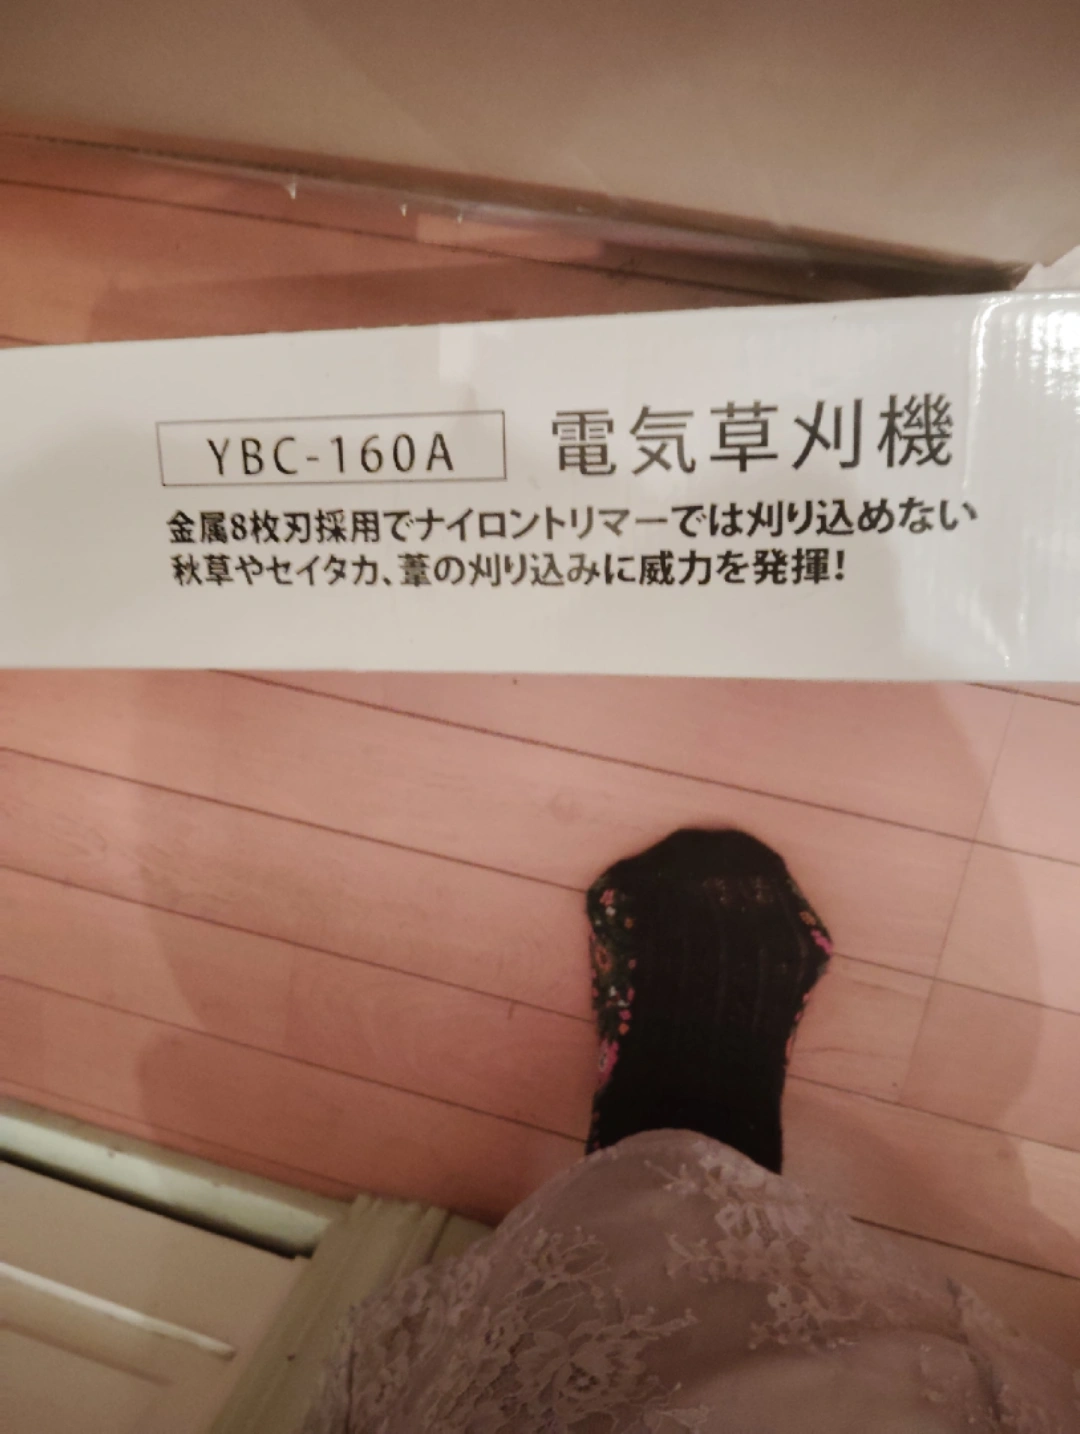 YBC-160A 電気草刈機
金属8枚刃採用でナイロントリマーでは刈り込めない
秋草やセイタカ、葦の刈り込みに威力を発揮!